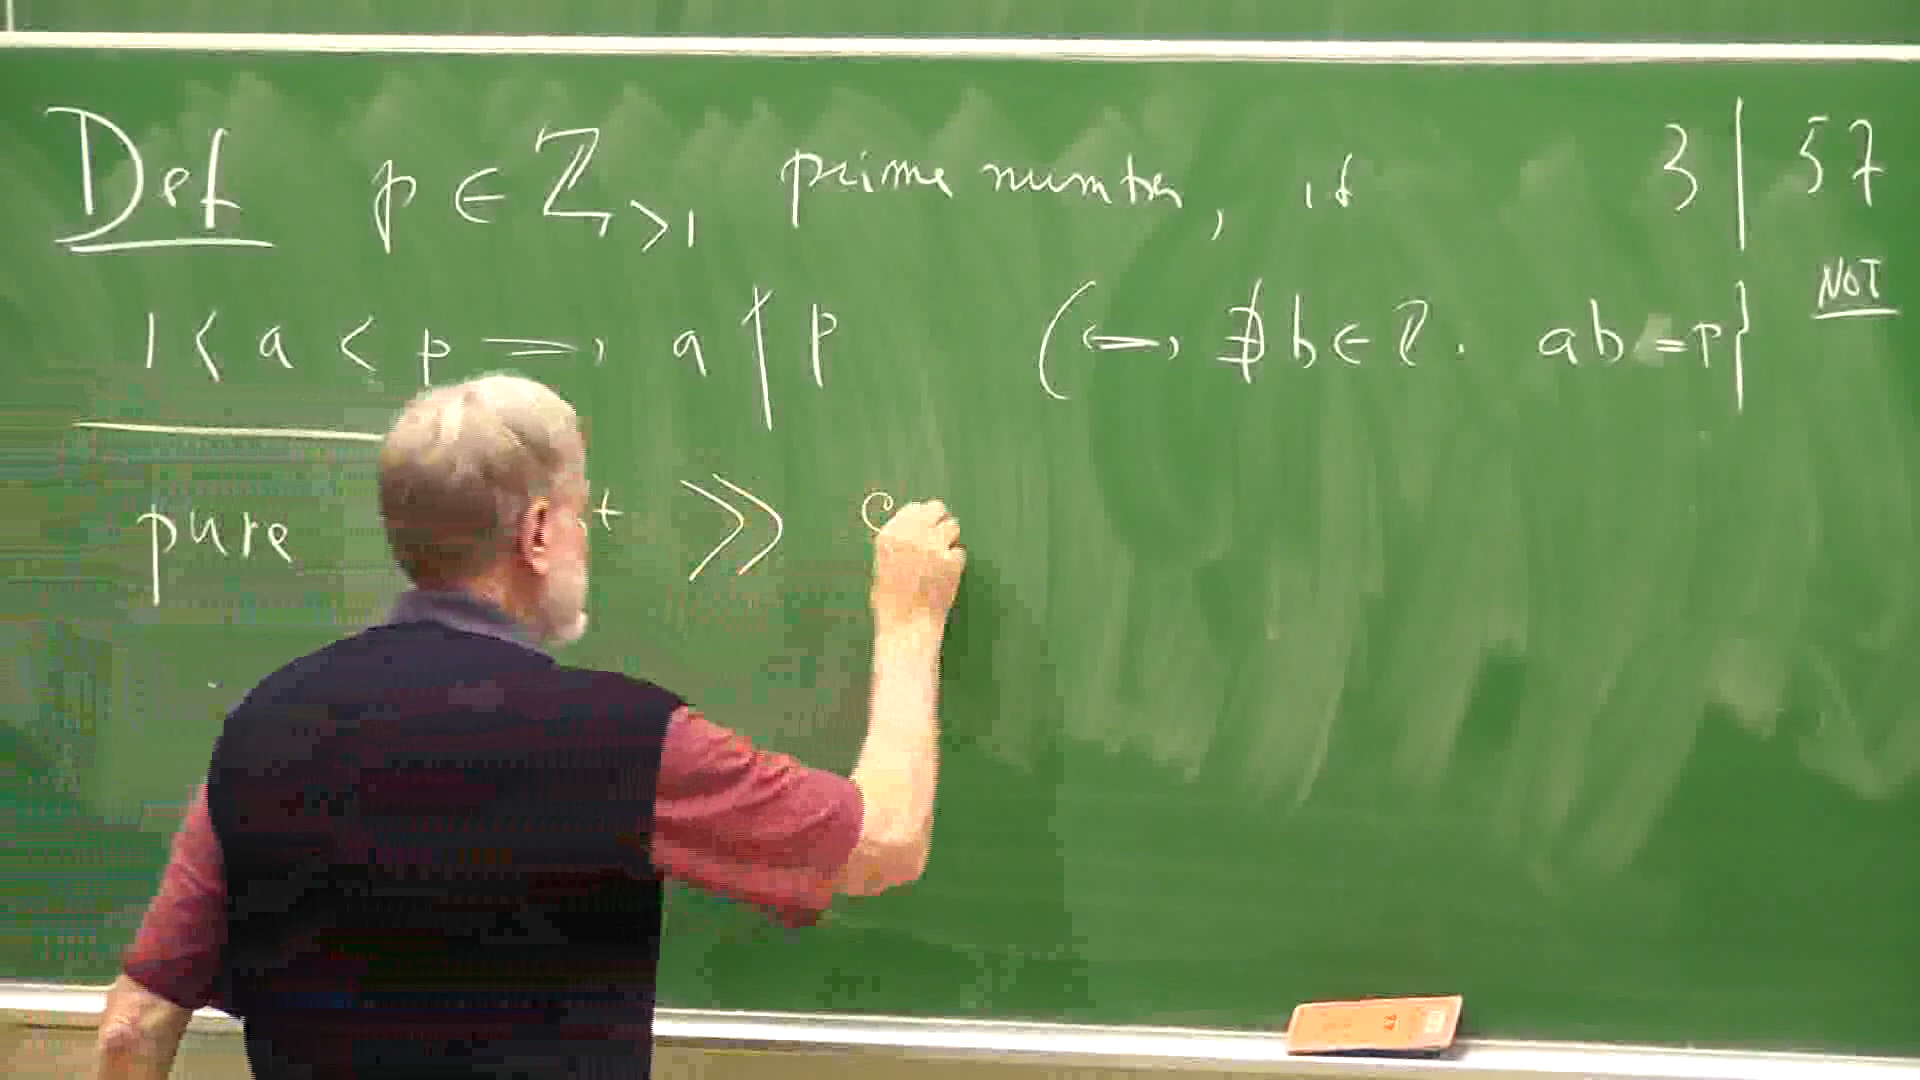 Def p ∈ ℤ>1 prime number, if 3 | 57
NOT
1 < a < p ⇒ a ∤ p (⇔ ∄ b ∈ ℤ. ab = p)
pure ≫